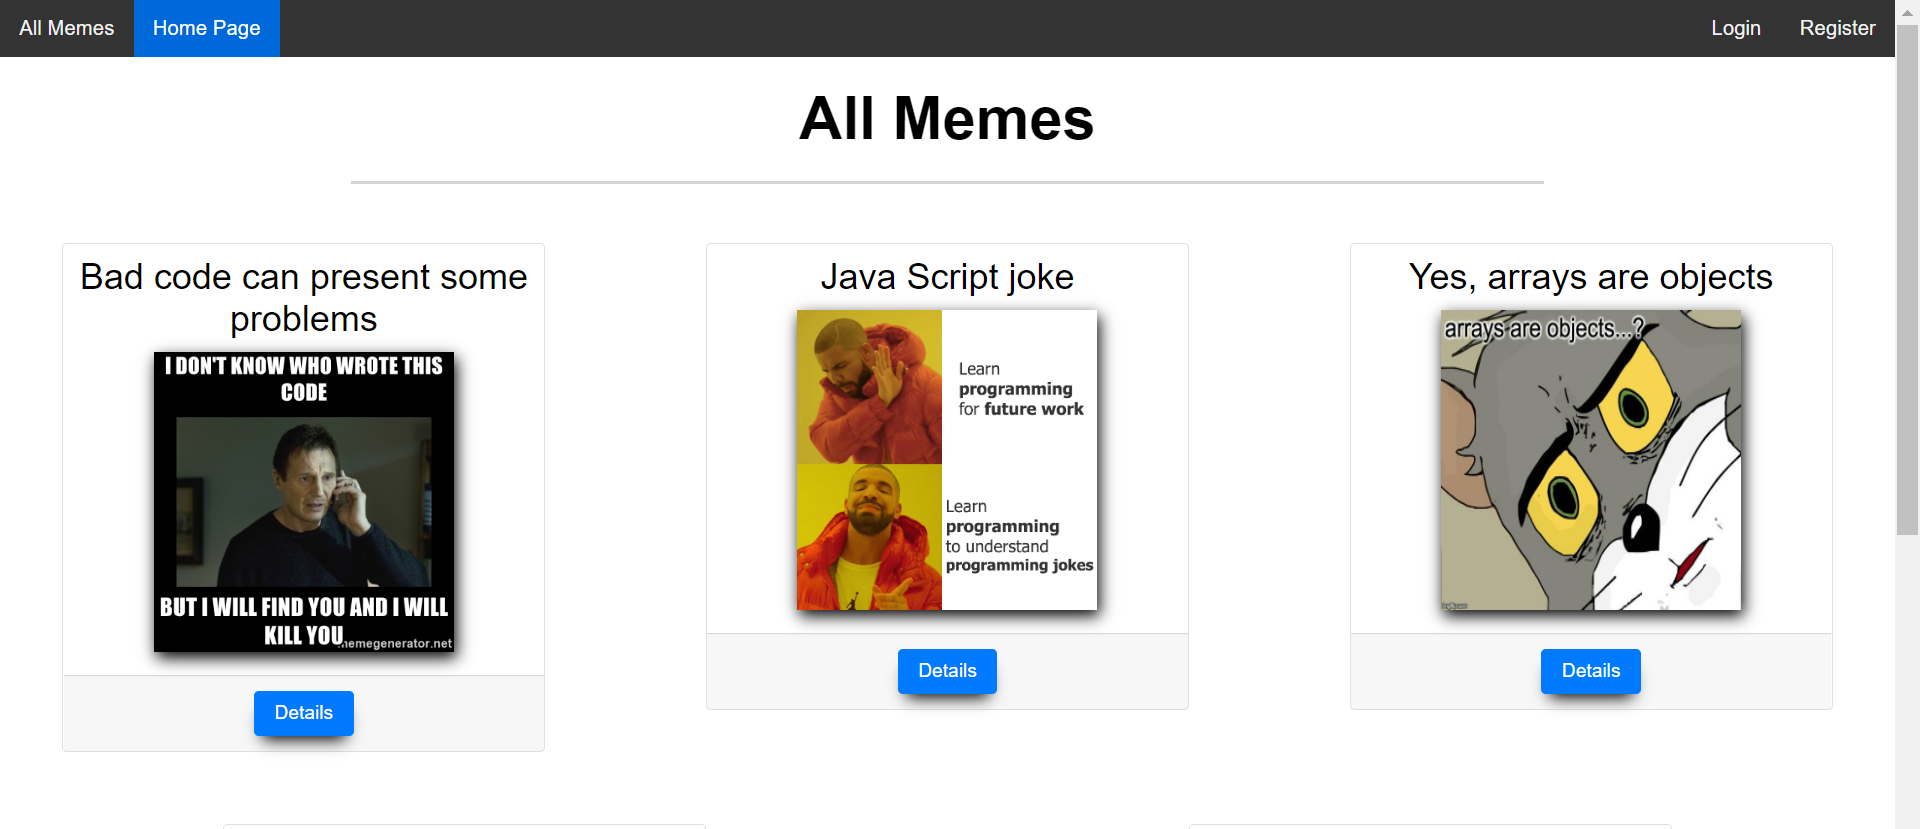 All Memes
Home Page
Login
Register
All Memes
Bad code can present some
problems
I DON'T KNOW WHO WROTE THIS
CODE
BUT I WILL FIND YOU AND I WILL
KILL YOU
memegenerator.net
Details
Java Script joke
Learn
programming
for future work
Learn
programming
to understand
programming jokes
Details
Yes, arrays are objects
arrays are objects...?
Details